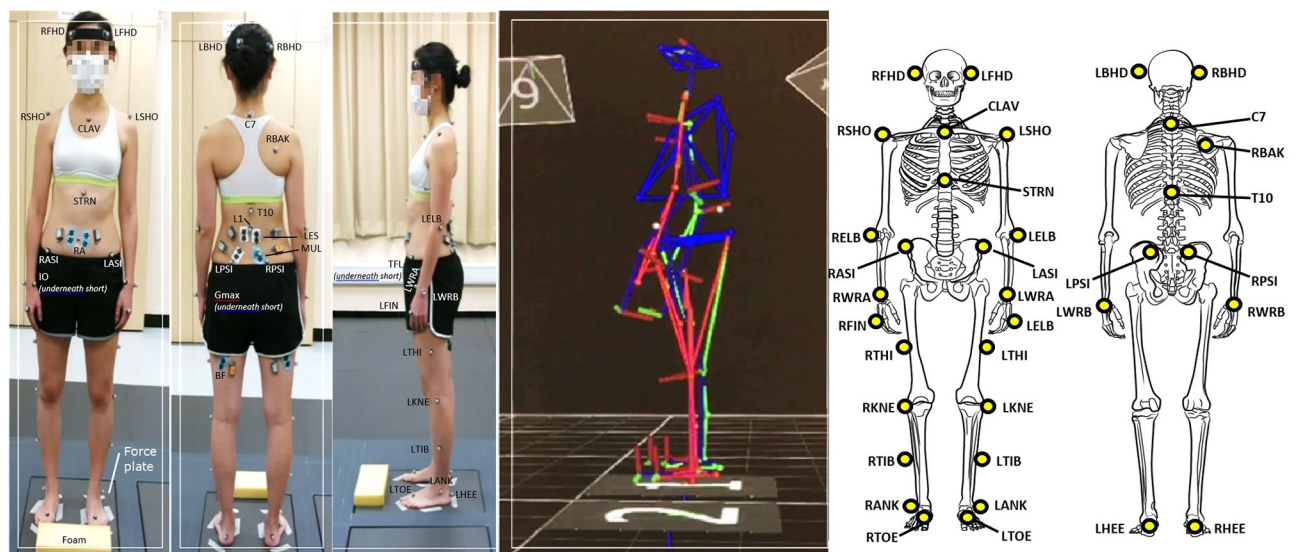 RFHD
LFHD
RSHO
CLAV
LSHO
STRN
RA
RASI
LASI
IO
(underneath short)
Force
plate
Foam
LBHD
RBHD
C7
RBAK
T10
L1
LES
MUL
LPSI
RPSI
Gmax
(underneath short)
BF
LELB
TFL
(underneath short)
LWRA
LWRB
LFIN
LTHI
LKNE
LTIB
LANK
LTOE
LHEE
9
1
2
RFHD
LFHD
CLAV
RSHO
LSHO
STRN
RELB
LELB
RASI
LASI
RWRA
LWRA
RFIN
LELB
RTHI
LTHI
RKNE
LKNE
RTIB
LTIB
RANK
LANK
RTOE
LTOE
LBHD
RBHD
C7
RBAK
T10
LPSI
RPSI
LWRB
RWRB
LHEE
RHEE